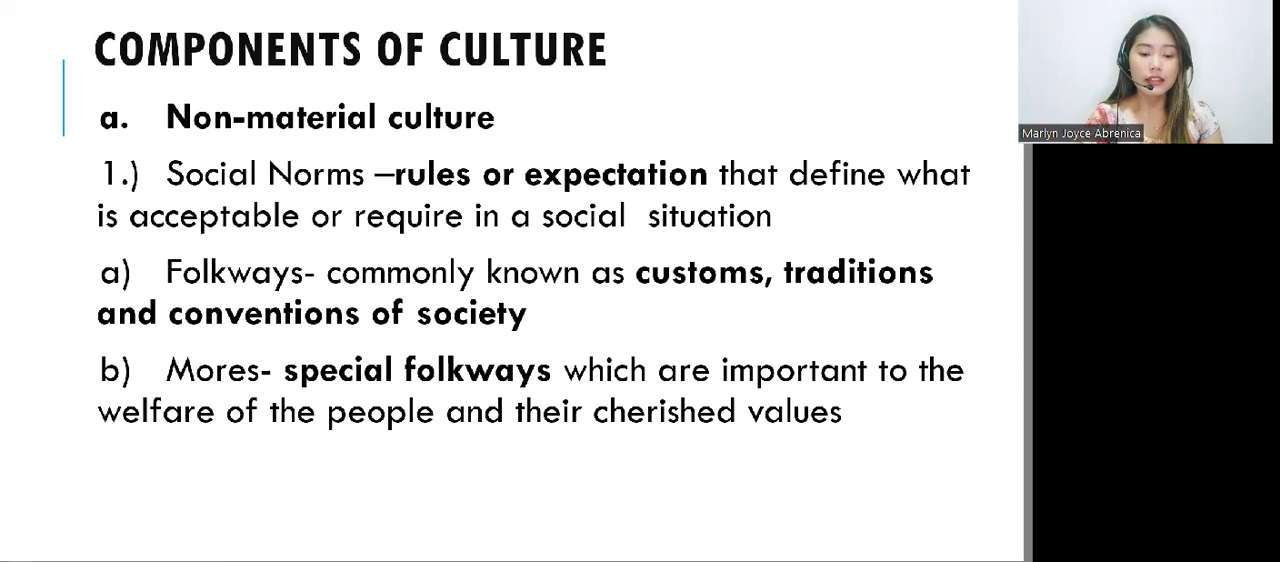 COMPONENTS OF CULTURE
a. Non-material culture
1.) Social Norms –rules or expectation that define what
is acceptable or require in a social situation
a) Folkways- commonly known as customs, traditions
and conventions of society
b) Mores- special folkways which are important to the
welfare of the people and their cherished values
Marlyn Joyce Abrenica